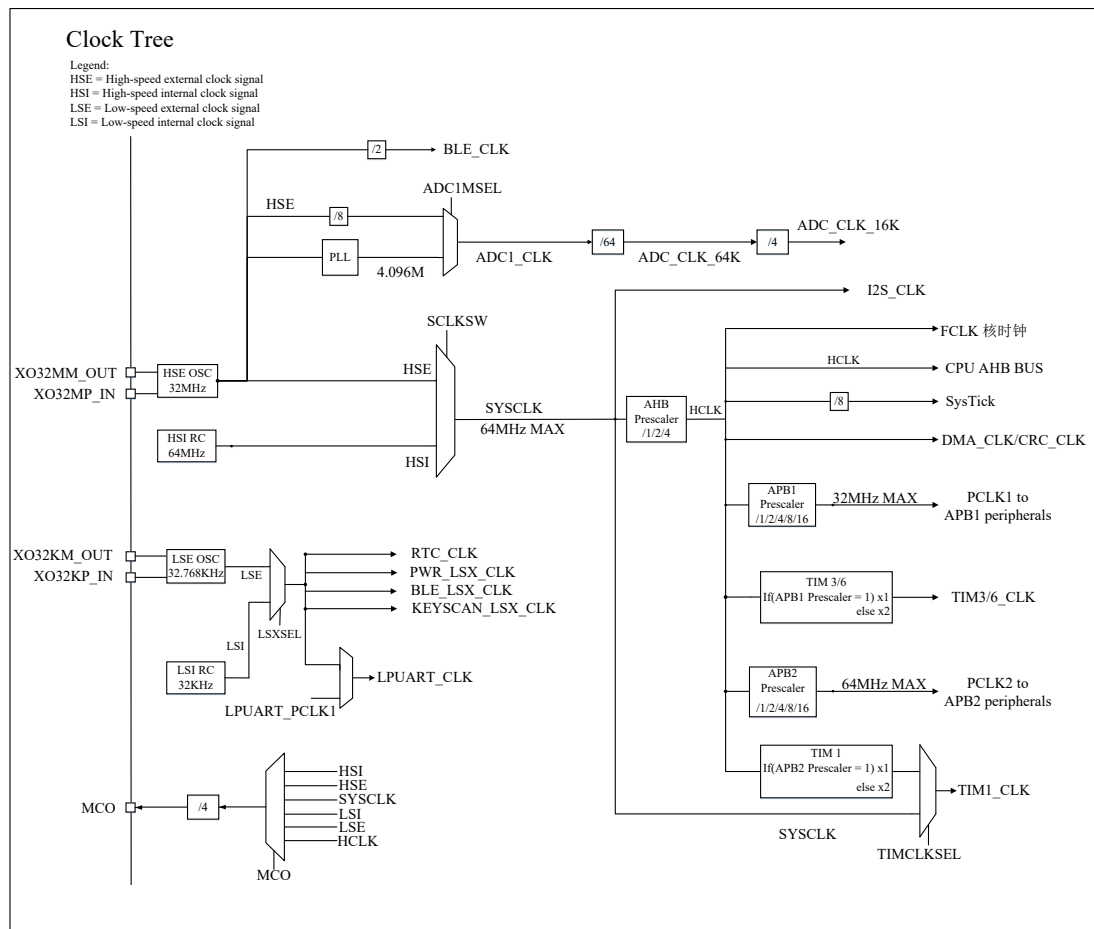 Clock Tree
Legend:
HSE = High-speed external clock signal
HSI = High-speed internal clock signal
LSE = Low-speed external clock signal
LSI = Low-speed internal clock signal
/2
BLE_CLK
ADC1MSEL
HSE
/8
PLL
4.096M
ADC1_CLK
/64
ADC_CLK_64K
/4
ADC_CLK_16K
I2S_CLK
SCLKSW
XO32MM_OUT
XO32MP_IN
HSE OSC
32MHz
HSE
HSI RC
64MHz
HSI
SYSCLK
64MHz MAX
AHB
Prescaler
/1/2/4
HCLK
FCLK 核时钟
HCLK
CPU AHB BUS
/8
SysTick
DMA_CLK/CRC_CLK
APB1
Prescaler
/1/2/4/8/16
32MHz MAX
PCLK1 to
APB1 peripherals
XO32KM_OUT
XO32KP_IN
LSE OSC
32.768KHz
LSE
LSXSEL
LSI
LSI RC
32KHz
RTC_CLK
PWR_LSX_CLK
BLE_LSX_CLK
KEYSCAN_LSX_CLK
LPUART_CLK
LPUART_PCLK1
TIM 3/6
If(APB1 Prescaler = 1) x1
else x2
TIM3/6_CLK
APB2
Prescaler
/1/2/4/8/16
64MHz MAX
PCLK2 to
APB2 peripherals
TIM 1
If(APB2 Prescaler = 1) x1
else x2
TIM1_CLK
SYSCLK
TIMCLKSEL
MCO
/4
HSI
HSE
SYSCLK
LSI
LSE
HCLK
MCO